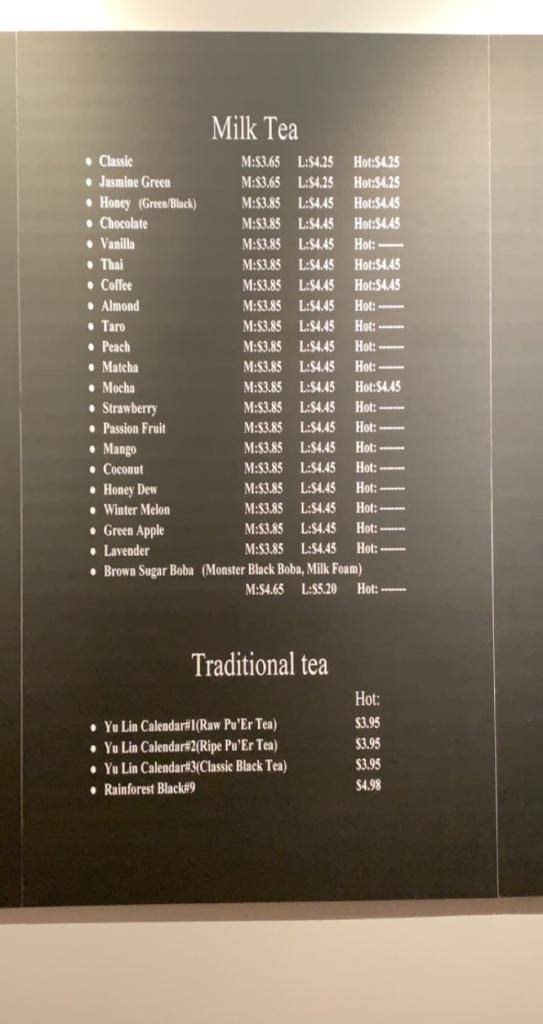 Milk Tea
• Classic M:$3.65 L:$4.25 Hot:$4.25
• Jasmine Green M:$3.65 L:$4.25 Hot:$4.25
• Honey (Green/Black) M:$3.85 L:$4.45 Hot:$4.45
• Chocolate M:$3.85 L:$4.45 Hot:$4.45
• Vanilla M:$3.85 L:$4.45 Hot: -------
• Thai M:$3.85 L:$4.45 Hot:$4.45
• Coffee M:$3.85 L:$4.45 Hot:$4.45
• Almond M:$3.85 L:$4.45 Hot: -------
• Taro M:$3.85 L:$4.45 Hot: -------
• Peach M:$3.85 L:$4.45 Hot: -------
• Matcha M:$3.85 L:$4.45 Hot: -------
• Mocha M:$3.85 L:$4.45 Hot:$4.45
• Strawberry M:$3.85 L:$4.45 Hot: -------
• Passion Fruit M:$3.85 L:$4.45 Hot: -------
• Mango M:$3.85 L:$4.45 Hot: -------
• Coconut M:$3.85 L:$4.45 Hot: -------
• Honey Dew M:$3.85 L:$4.45 Hot: -------
• Winter Melon M:$3.85 L:$4.45 Hot: -------
• Green Apple M:$3.85 L:$4.45 Hot: -------
• Lavender M:$3.85 L:$4.45 Hot: -------
• Brown Sugar Boba (Monster Black Boba, Milk Foam)
M:$4.65 L:$5.20 Hot: -------
Traditional tea
Hot:
• Yu Lin Calendar#1(Raw Pu'Er Tea) $3.95
• Yu Lin Calendar#2(Ripe Pu'Er Tea) $3.95
• Yu Lin Calendar#3(Classic Black Tea) $3.95
• Rainforest Black#9 $4.98